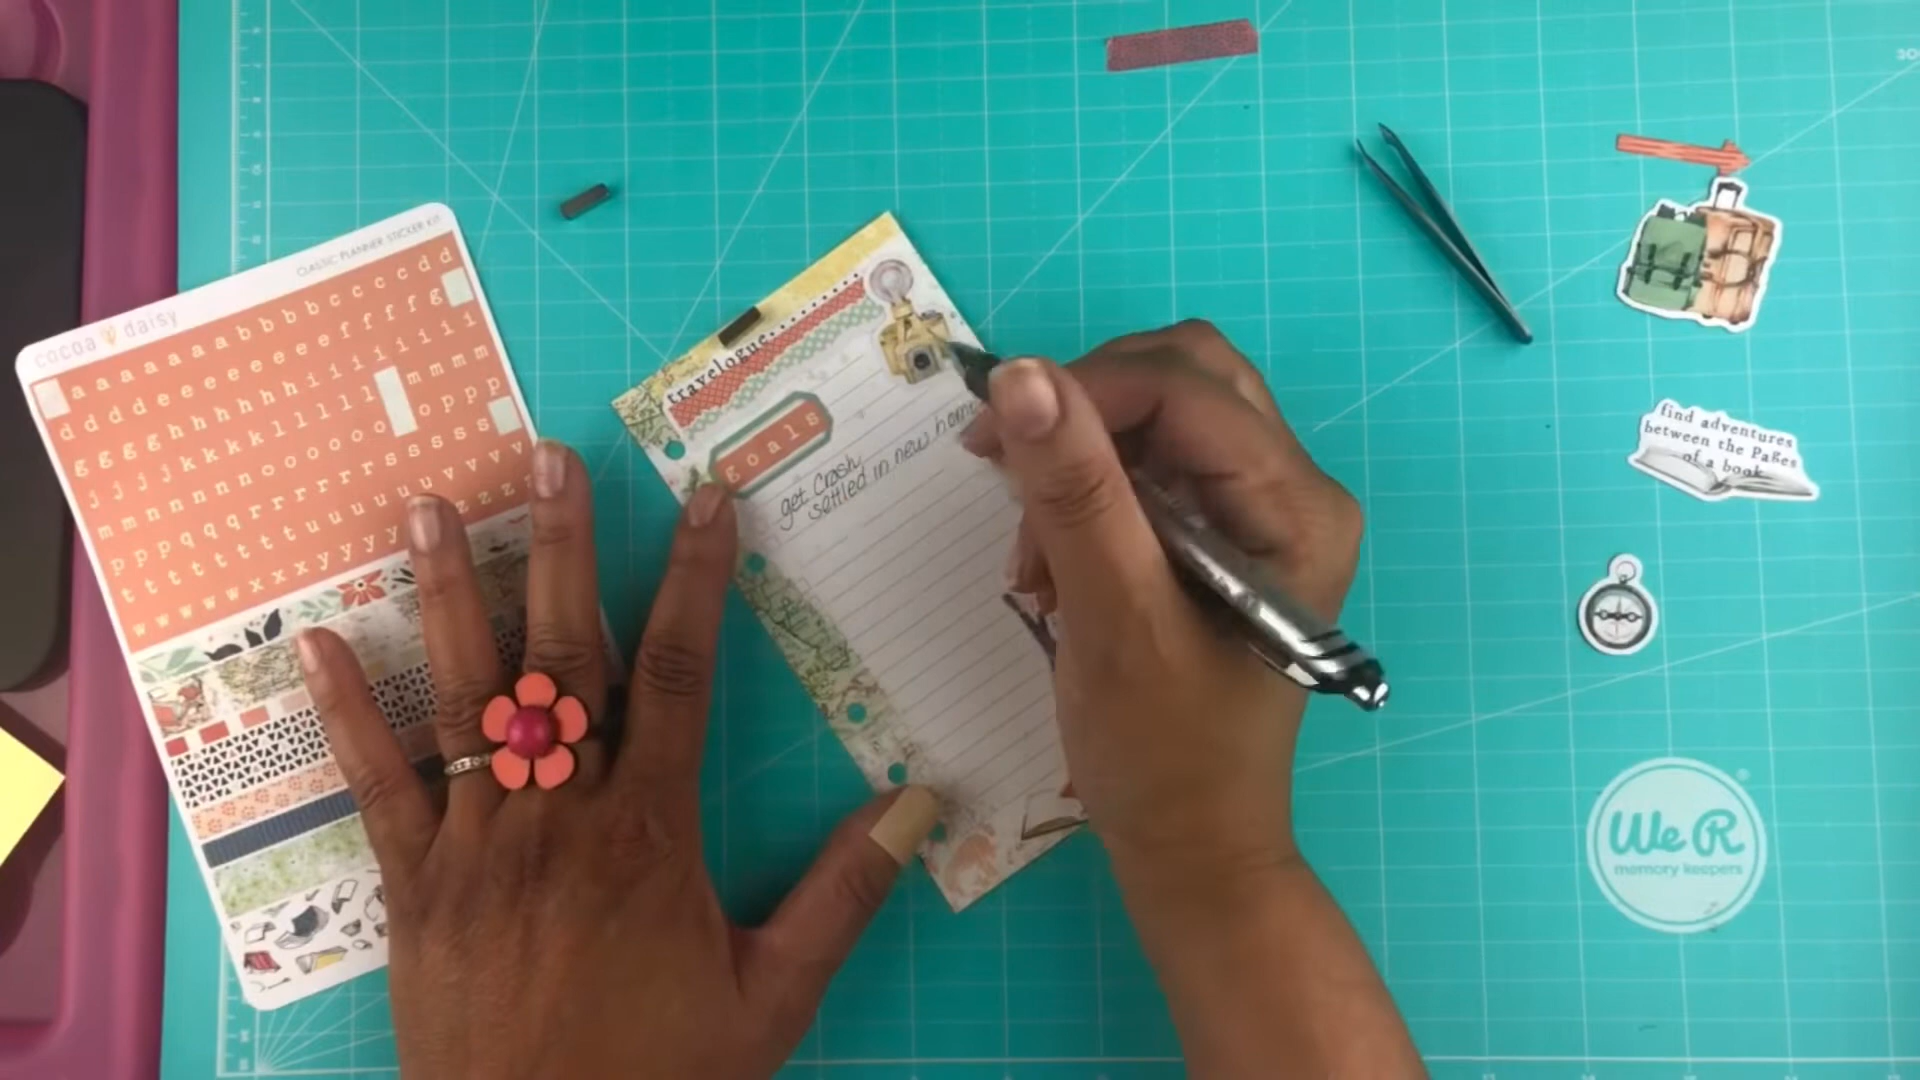 CLASSIC PLANNER STICKER KIT
cocoa daisy
a a a a a a a b b b b b c c c c d d
d d d d e e e e e e e e f f f f g
g g g g h h h h h h i i i i i i i i
j j j j k k k k l l l l l m m m m
m m n n n n n o o o o o o o p p p
p p p q q q r r r r r r s s s s s
t t t t t t t u u u u u u v v v v
w w w w x x x y y y y z z z z
travelogue
goals
get Crash
settled in new home
find adventures
between the Pages
of a book
We R
memory keepers